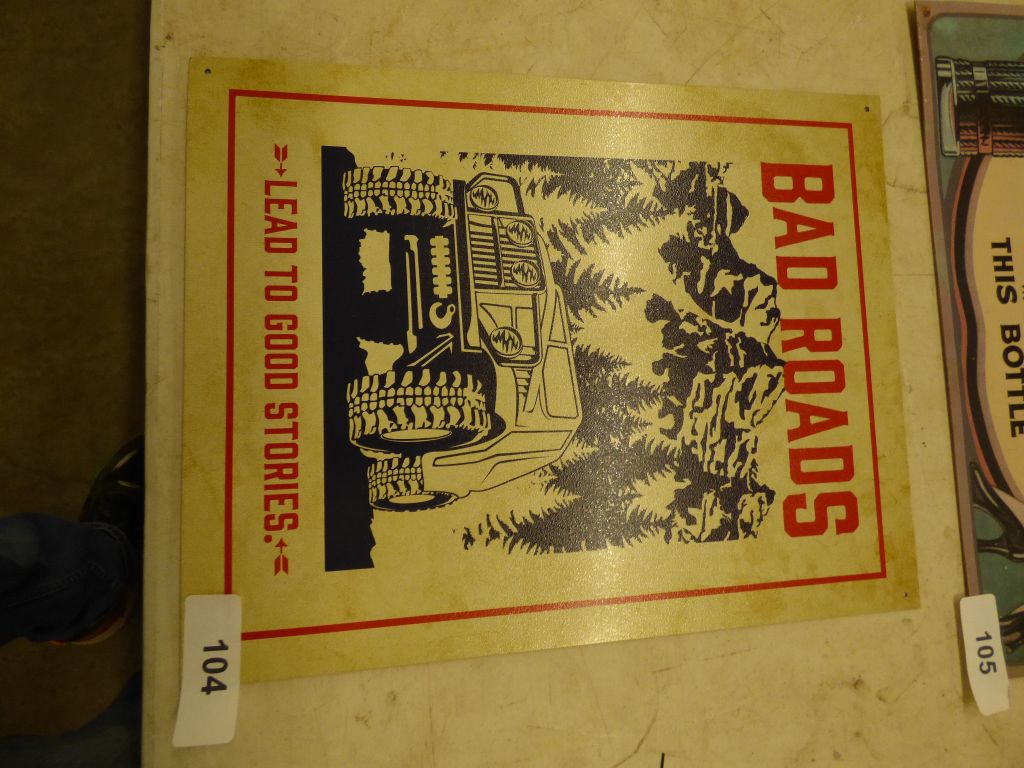 BAD ROADS
LEAD TO GOOD STORIES.
104
THIS BOTTLE
105